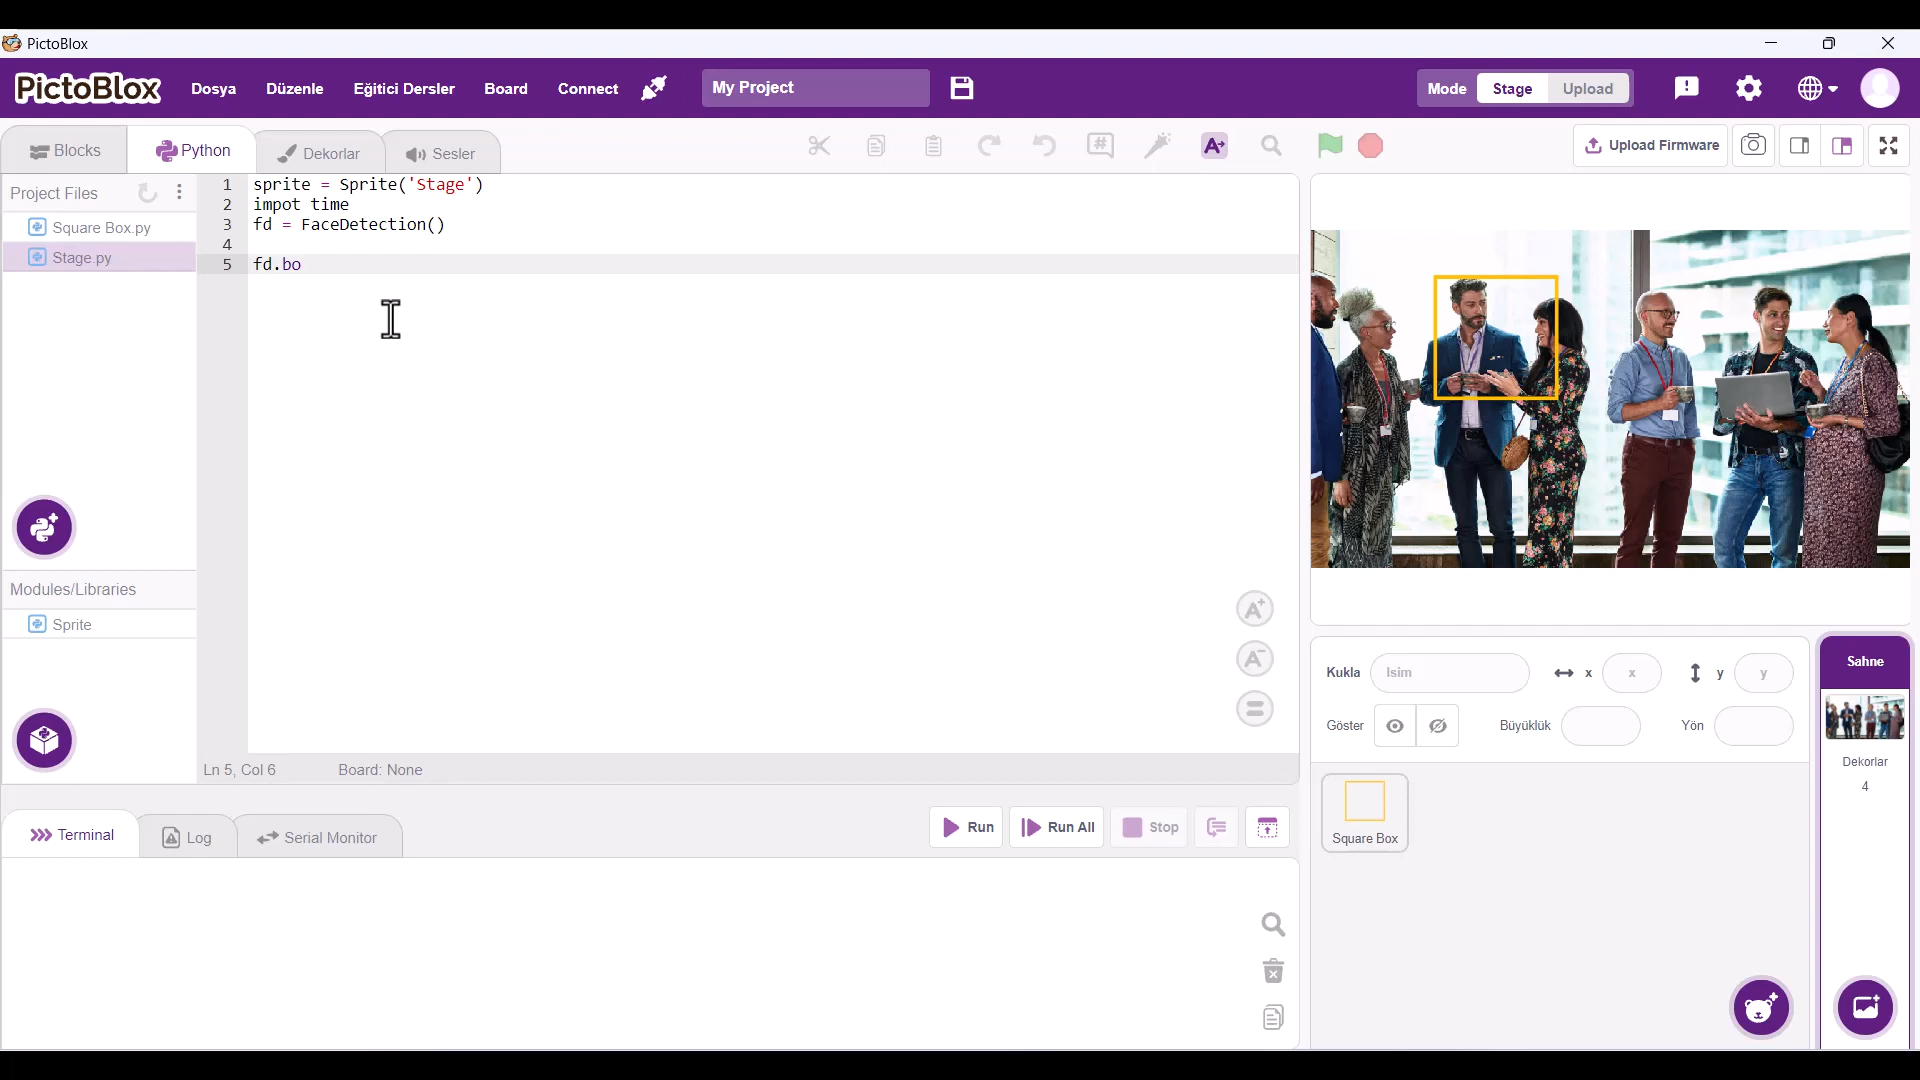 PictoBlox
PictoBlox Dosya Düzenle Eğitici Dersler Board Connect My Project Mode Stage Upload
Blocks Python Dekorlar Sesler Upload Firmware
Project Files
Square Box.py
Stage.py
1 sprite = Sprite('Stage')
2 impot time
3 fd = FaceDetection()
4
5 fd.bo
Modules/Libraries
Sprite
Ln 5, Col 6 Board: None
Terminal Log Serial Monitor Run Run All Stop
Kukla Isim x x y y
Göster Büyüklük Yön
Square Box
Sahne
Dekorlar
4